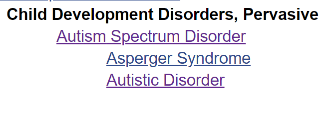 Child Development Disorders, Pervasive
Autism Spectrum Disorder
Asperger Syndrome
Autistic Disorder